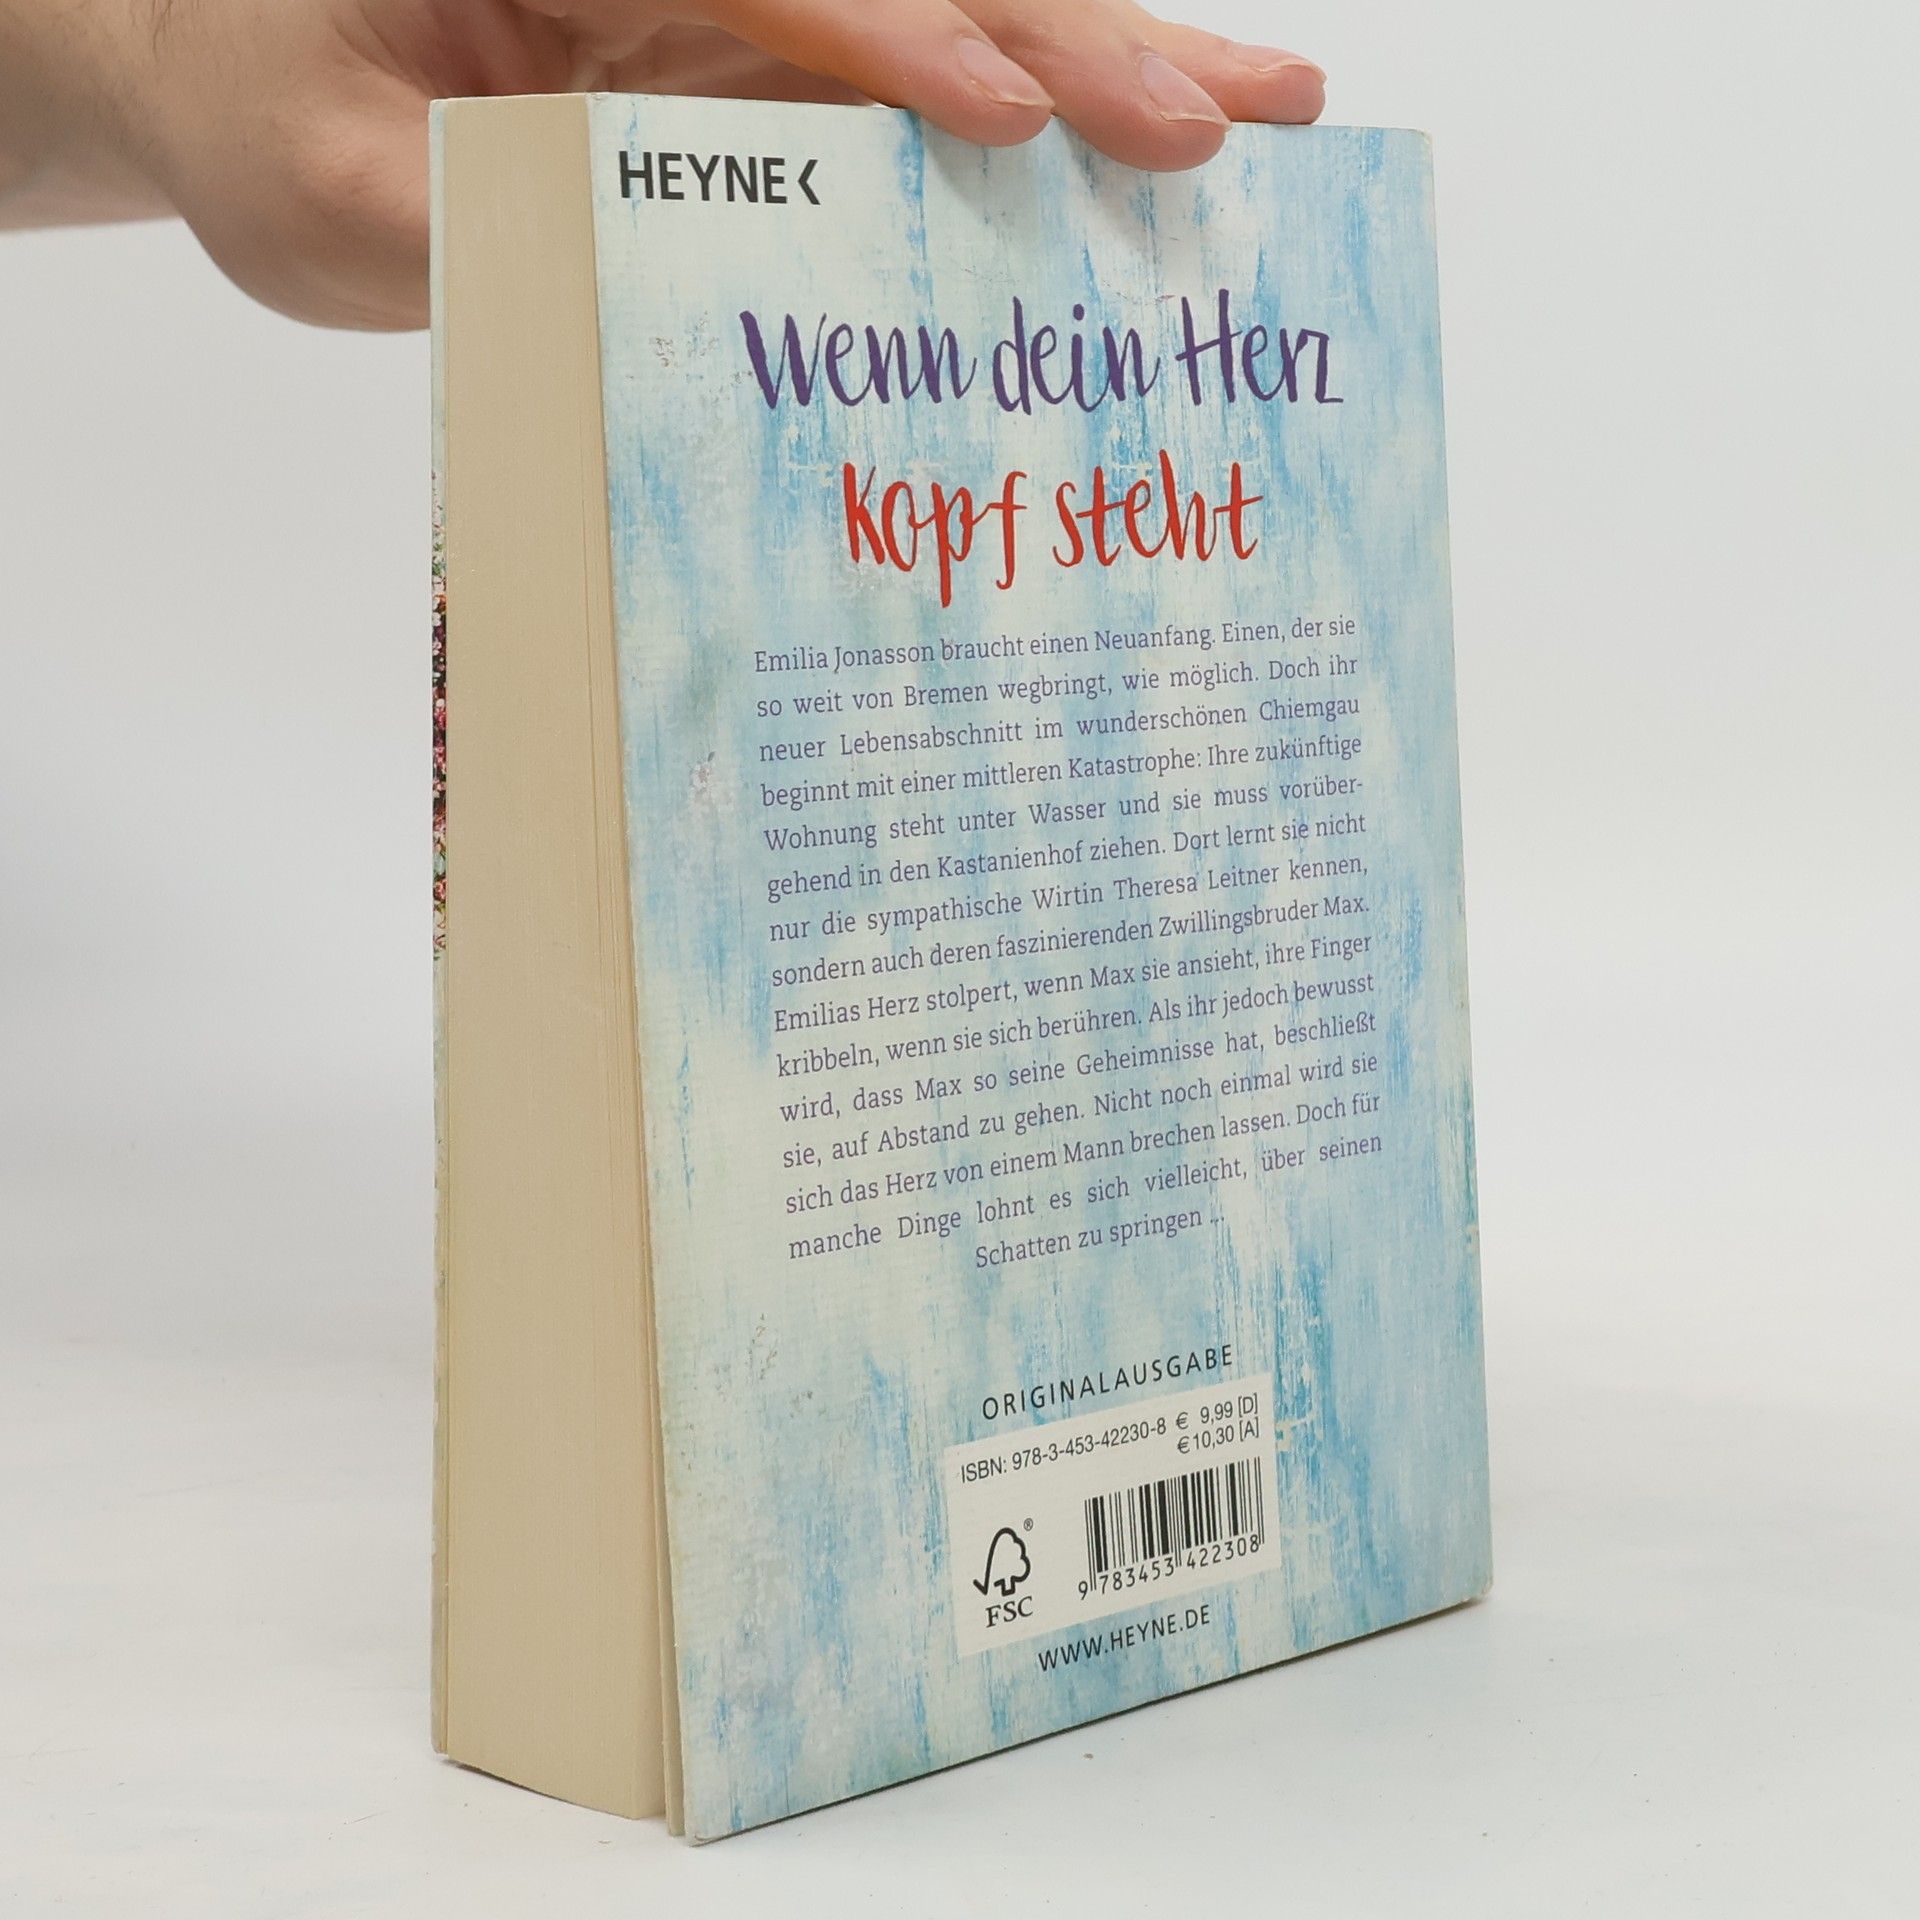 HEYNE<
Wenn dein Herz
Kopf steht
Emilia Jonasson braucht einen Neuanfang. Einen, der sie
so weit von Bremen wegbringt, wie möglich. Doch ihr
neuer Lebensabschnitt im wunderschönen Chiemgau
beginnt mit einer mittleren Katastrophe: Ihre zukünftige
Wohnung steht unter Wasser und sie muss vorüber-
gehend in den Kastanienhof ziehen. Dort lernt sie nicht
nur die sympathische Wirtin Theresa Leitner kennen,
sondern auch deren faszinierenden Zwillingsbruder Max.
Emilias Herz stolpert, wenn Max sie ansieht, ihre Finger
kribbeln, wenn sie sich berühren. Als ihr jedoch bewusst
wird, dass Max so seine Geheimnisse hat, beschließt
sie, auf Abstand zu gehen. Nicht noch einmal wird sie
sich das Herz von einem Mann brechen lassen. Doch für
manche Dinge lohnt es sich vielleicht, über seinen
Schatten zu springen ...
ORIGINALAUSGABE
ISBN: 978-3-453-42230-8 € 9,99 [D]
€ 10,30 [A]
FSC ®
9 783453 422308
WWW.HEYNE.DE